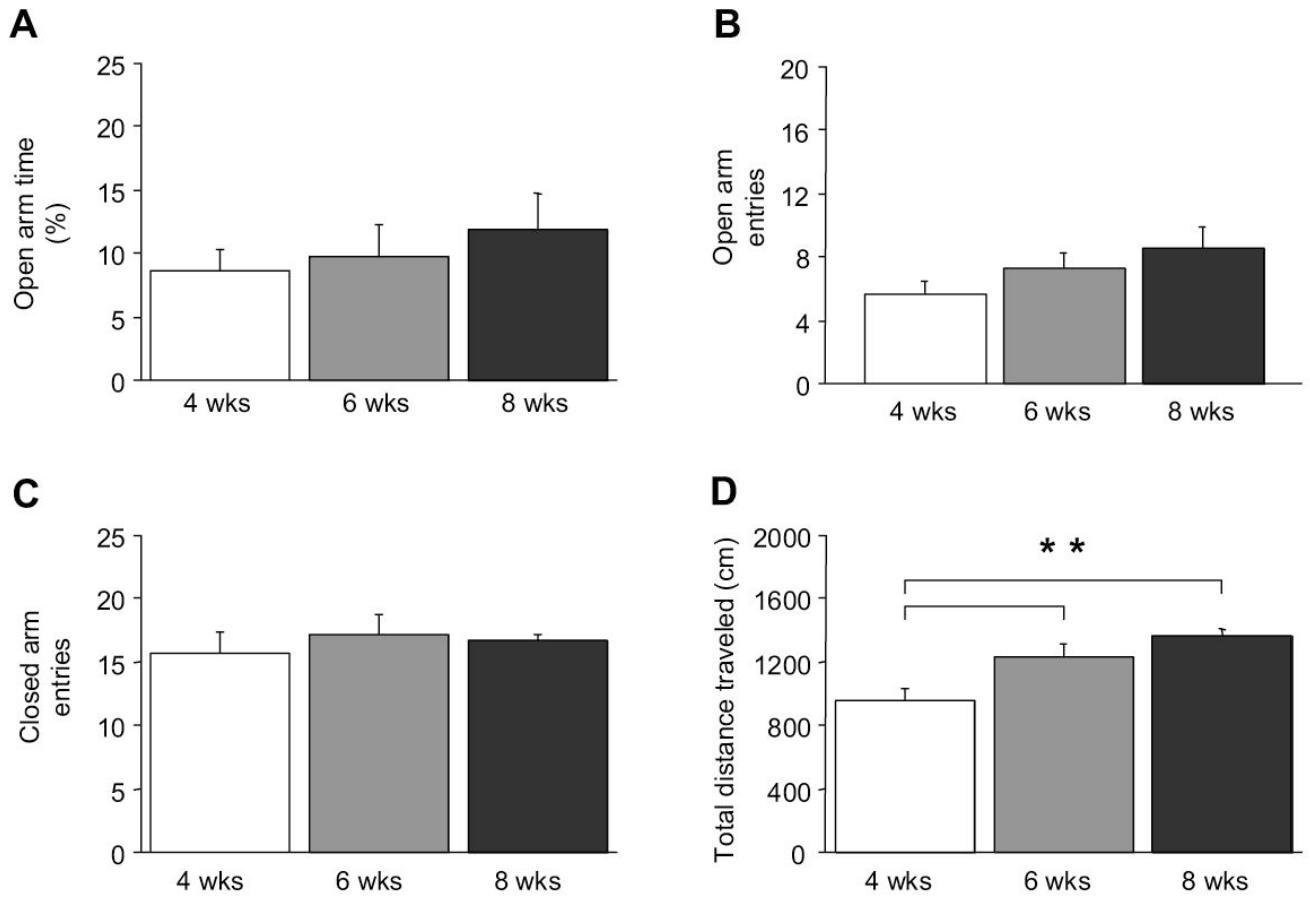 A
Open arm time
(%)
25
20
15
10
5
0
4 wks
6 wks
8 wks
B
Open arm
entries
20
16
12
8
4
0
4 wks
6 wks
8 wks
C
Closed arm
entries
25
20
15
10
5
0
4 wks
6 wks
8 wks
D
Total distance traveled (cm)
2000
1600
1200
800
400
0
* *
4 wks
6 wks
8 wks